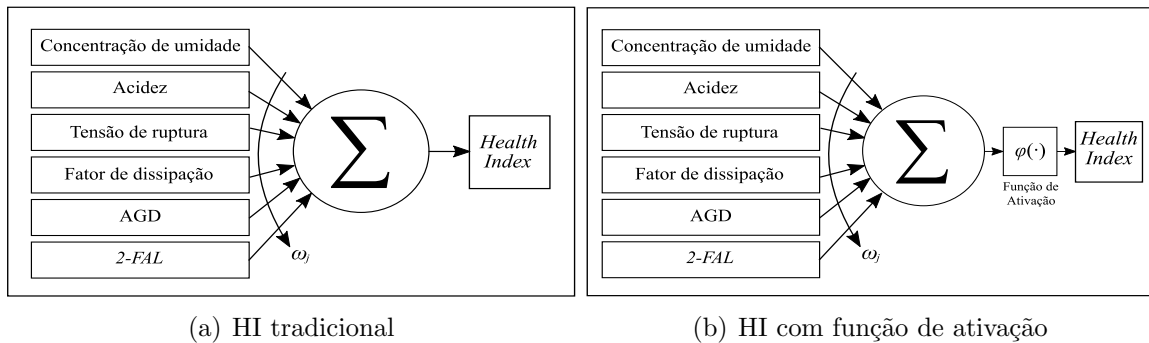 Concentração de umidade
Acidez
Tensão de ruptura
Fator de dissipação
AGD
2-FAL
ωj
Σ
Health
Index
(a) HI tradicional
Concentração de umidade
Acidez
Tensão de ruptura
Fator de dissipação
AGD
2-FAL
ωj
Σ
φ(·)
Função de
Ativação
Health
Index
(b) HI com função de ativação